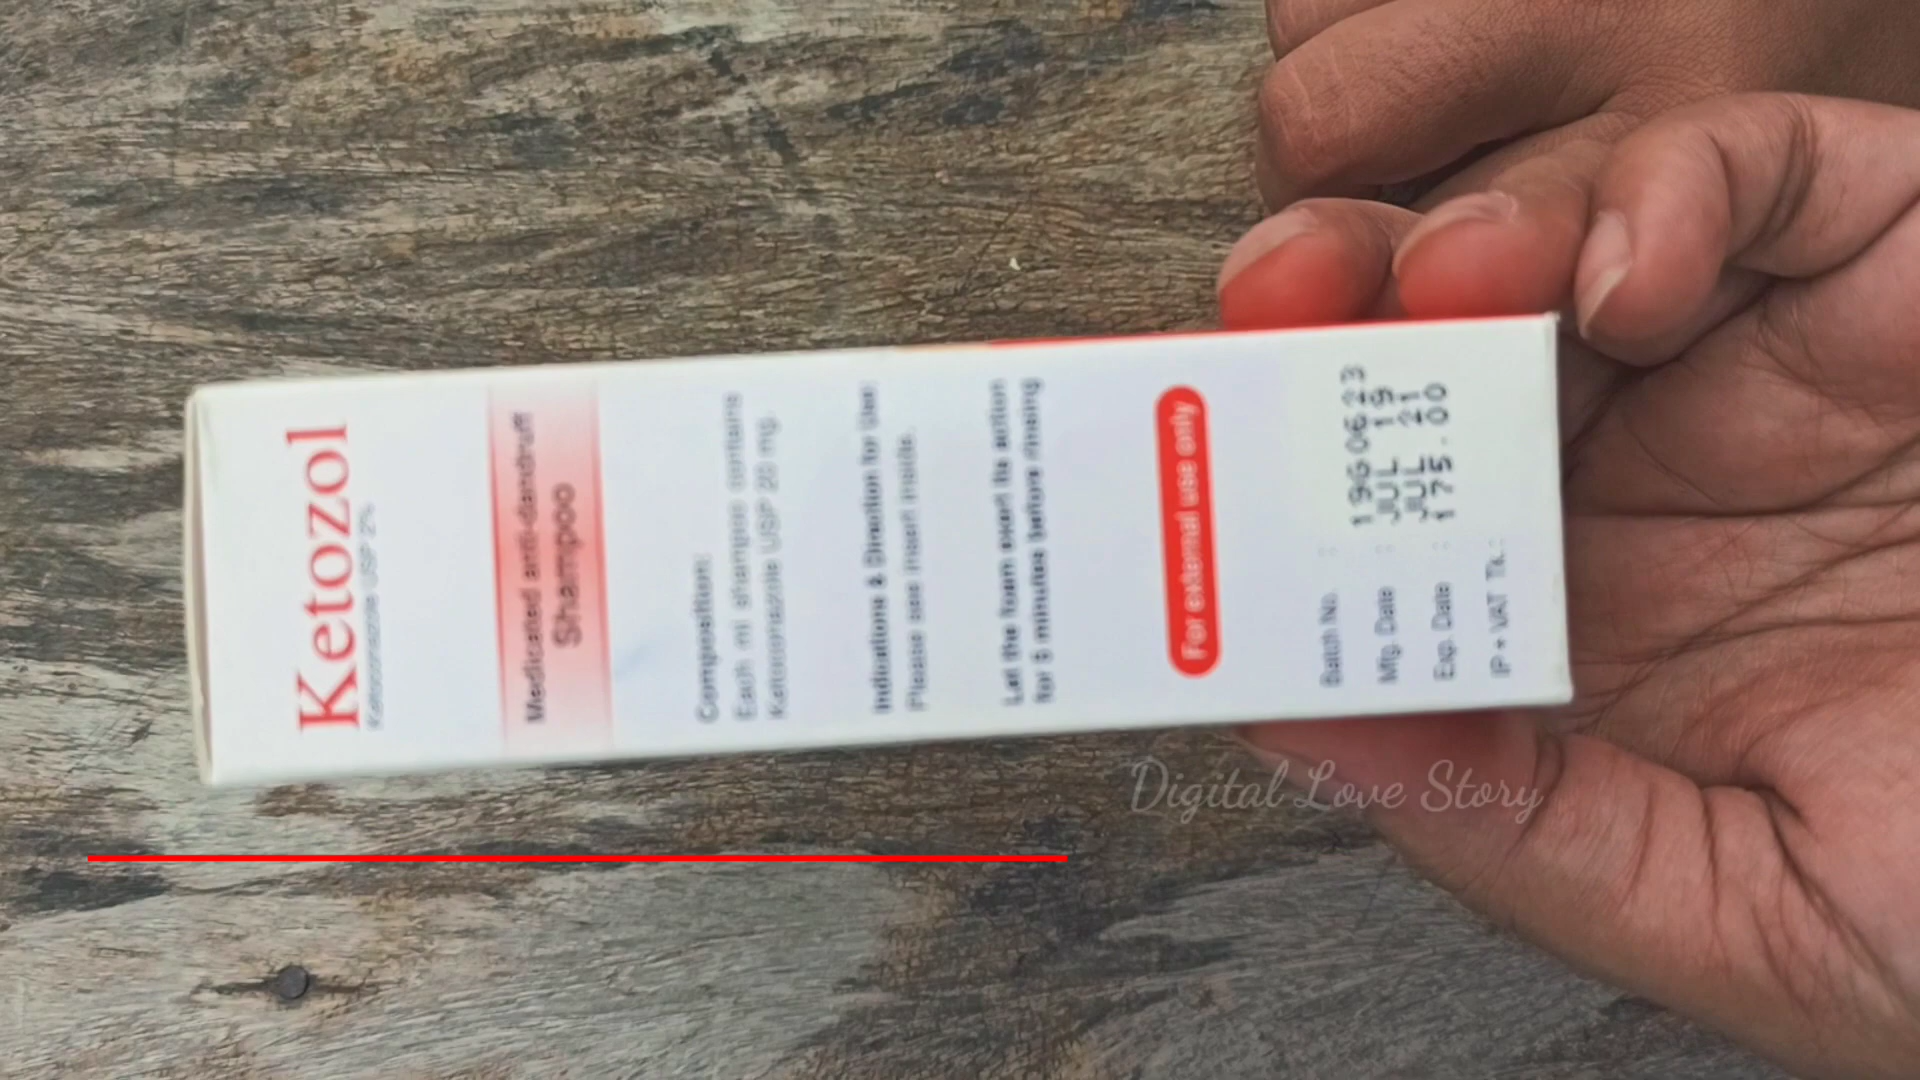 Ketozol
Ketoconazole USP 2%
Medicated anti-dandruff
Shampoo
Composition:
Each ml shampoo contains
Ketoconazole USP 20 mg.
Indications & Direction for Use:
Please see insert inside.
Let the foam exert its action
for 5 minutes before rinsing
For external use only
Batch No. : 19G0623
Mfg. Date : JUL 19
Exp. Date : JUL 21
IP + VAT Tk. : 175.00
Digital Love Story